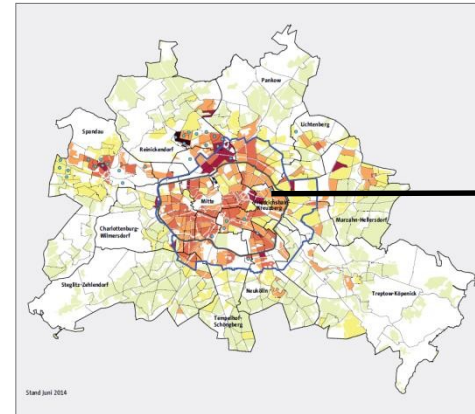 Pankow
Lichtenberg
Spandau
Reinickendorf
Mitte
Friedrichshain-
Kreuzberg
Charlottenburg-
Wilmersdorf
Marzahn-Hellersdorf
Steglitz-Zehlendorf
Neukölln
Treptow-Köpenick
Tempelhof-
Schöneberg
Stand Juni 2014